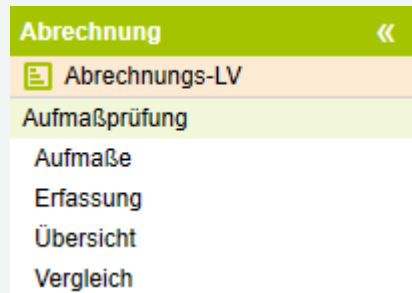 Abrechnung «
Abrechnungs-LV
Aufmaßprüfung
Aufmaße
Erfassung
Übersicht
Vergleich